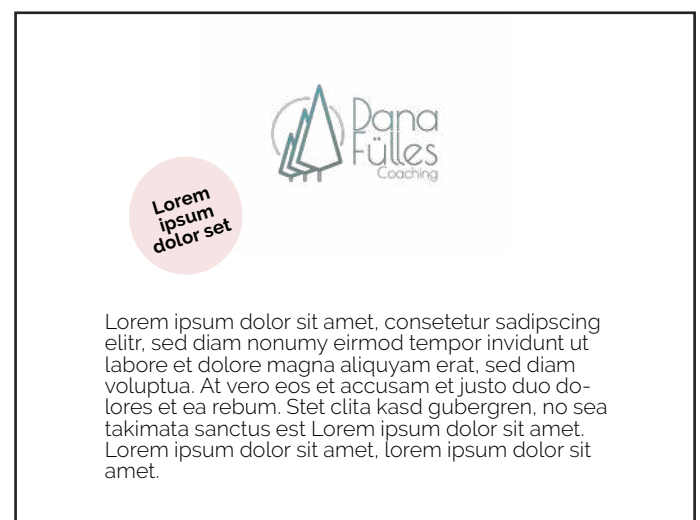 Dana
Fülles
Coaching
Lorem
ipsum
dolor set
Lorem ipsum dolor sit amet, consetetur sadipscing
elitr, sed diam nonumy eirmod tempor invidunt ut
labore et dolore magna aliquyam erat, sed diam
voluptua. At vero eos et accusam et justo duo do-
lores et ea rebum. Stet clita kasd gubergren, no sea
takimata sanctus est Lorem ipsum dolor sit amet.
Lorem ipsum dolor sit amet, lorem ipsum dolor sit
amet.